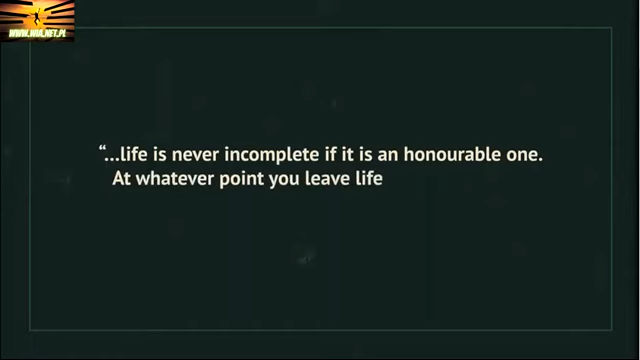 WWW.WIA.NET.PL
“...life is never incomplete if it is an honourable one.
At whatever point you leave life